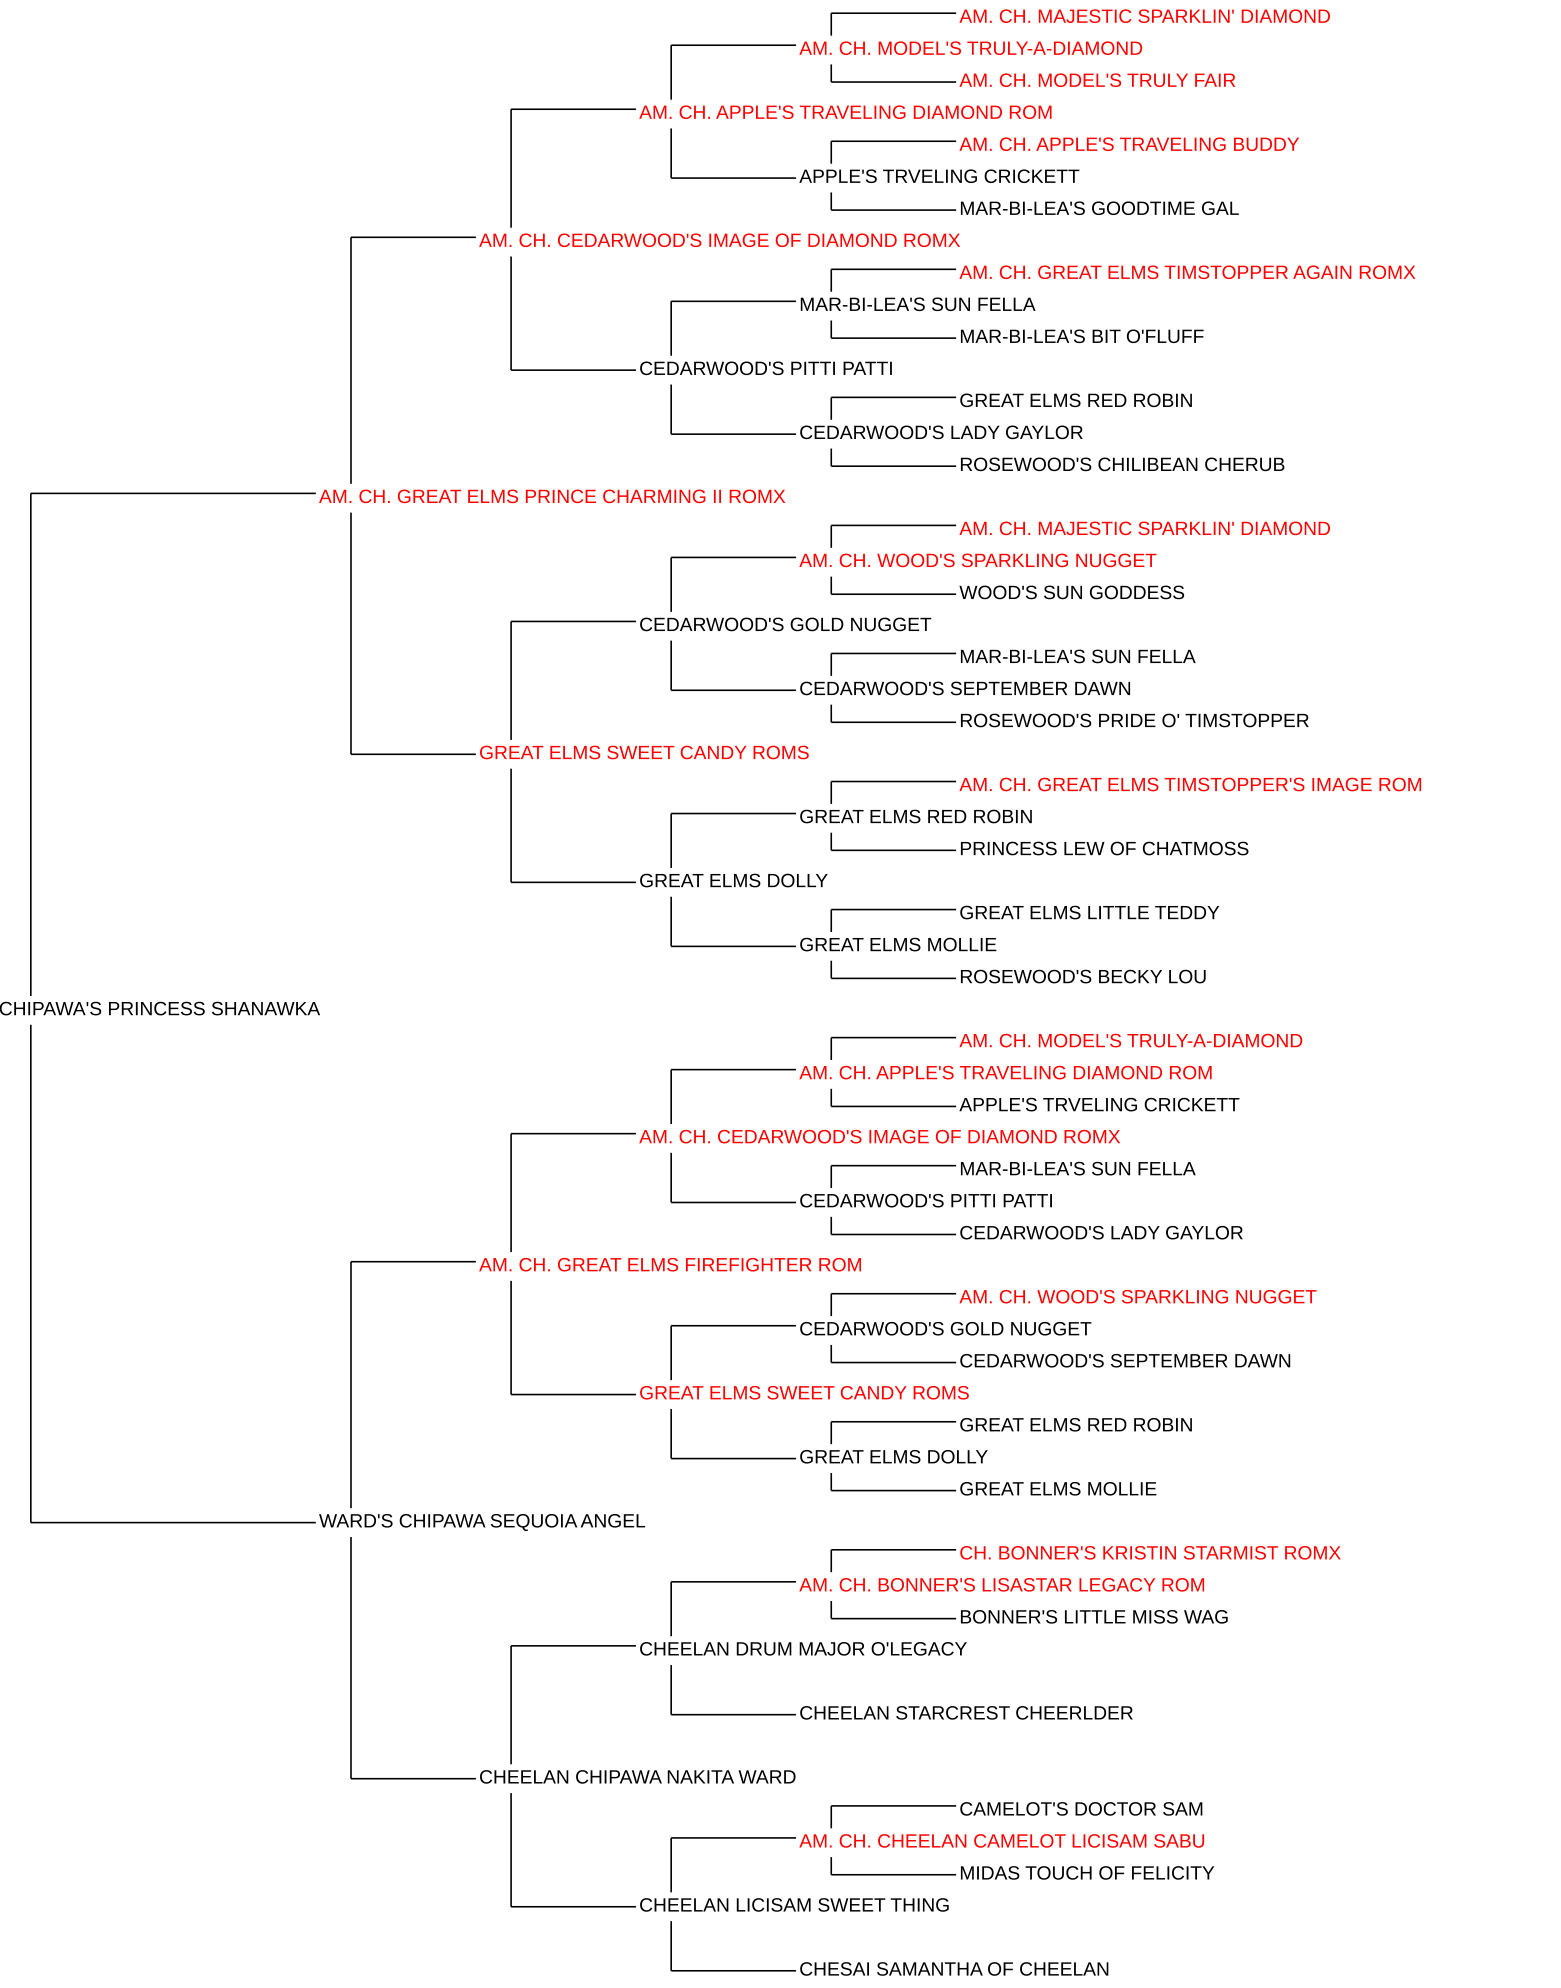 AM. CH. MAJESTIC SPARKLIN' DIAMOND
AM. CH. MODEL'S TRULY-A-DIAMOND
AM. CH. MODEL'S TRULY FAIR
AM. CH. APPLE'S TRAVELING DIAMOND ROM
AM. CH. APPLE'S TRAVELING BUDDY
APPLE'S TRVELING CRICKETT
MAR-BI-LEA'S GOODTIME GAL
AM. CH. CEDARWOOD'S IMAGE OF DIAMOND ROMX
AM. CH. GREAT ELMS TIMSTOPPER AGAIN ROMX
MAR-BI-LEA'S SUN FELLA
MAR-BI-LEA'S BIT O'FLUFF
CEDARWOOD'S PITTI PATTI
GREAT ELMS RED ROBIN
CEDARWOOD'S LADY GAYLOR
ROSEWOOD'S CHILIBEAN CHERUB
AM. CH. GREAT ELMS PRINCE CHARMING II ROMX
AM. CH. MAJESTIC SPARKLIN' DIAMOND
AM. CH. WOOD'S SPARKLING NUGGET
WOOD'S SUN GODDESS
CEDARWOOD'S GOLD NUGGET
MAR-BI-LEA'S SUN FELLA
CEDARWOOD'S SEPTEMBER DAWN
ROSEWOOD'S PRIDE O' TIMSTOPPER
GREAT ELMS SWEET CANDY ROMS
AM. CH. GREAT ELMS TIMSTOPPER'S IMAGE ROM
GREAT ELMS RED ROBIN
PRINCESS LEW OF CHATMOSS
GREAT ELMS DOLLY
GREAT ELMS LITTLE TEDDY
GREAT ELMS MOLLIE
ROSEWOOD'S BECKY LOU
CHIPAWA'S PRINCESS SHANAWKA
AM. CH. MODEL'S TRULY-A-DIAMOND
AM. CH. APPLE'S TRAVELING DIAMOND ROM
APPLE'S TRVELING CRICKETT
AM. CH. CEDARWOOD'S IMAGE OF DIAMOND ROMX
MAR-BI-LEA'S SUN FELLA
CEDARWOOD'S PITTI PATTI
CEDARWOOD'S LADY GAYLOR
AM. CH. GREAT ELMS FIREFIGHTER ROM
AM. CH. WOOD'S SPARKLING NUGGET
CEDARWOOD'S GOLD NUGGET
CEDARWOOD'S SEPTEMBER DAWN
GREAT ELMS SWEET CANDY ROMS
GREAT ELMS RED ROBIN
GREAT ELMS DOLLY
GREAT ELMS MOLLIE
WARD'S CHIPAWA SEQUOIA ANGEL
CH. BONNER'S KRISTIN STARMIST ROMX
AM. CH. BONNER'S LISASTAR LEGACY ROM
BONNER'S LITTLE MISS WAG
CHEELAN DRUM MAJOR O'LEGACY
CHEELAN STARCREST CHEERLDER
CHEELAN CHIPAWA NAKITA WARD
CAMELOT'S DOCTOR SAM
AM. CH. CHEELAN CAMELOT LICISAM SABU
MIDAS TOUCH OF FELICITY
CHEELAN LICISAM SWEET THING
CHESAI SAMANTHA OF CHEELAN